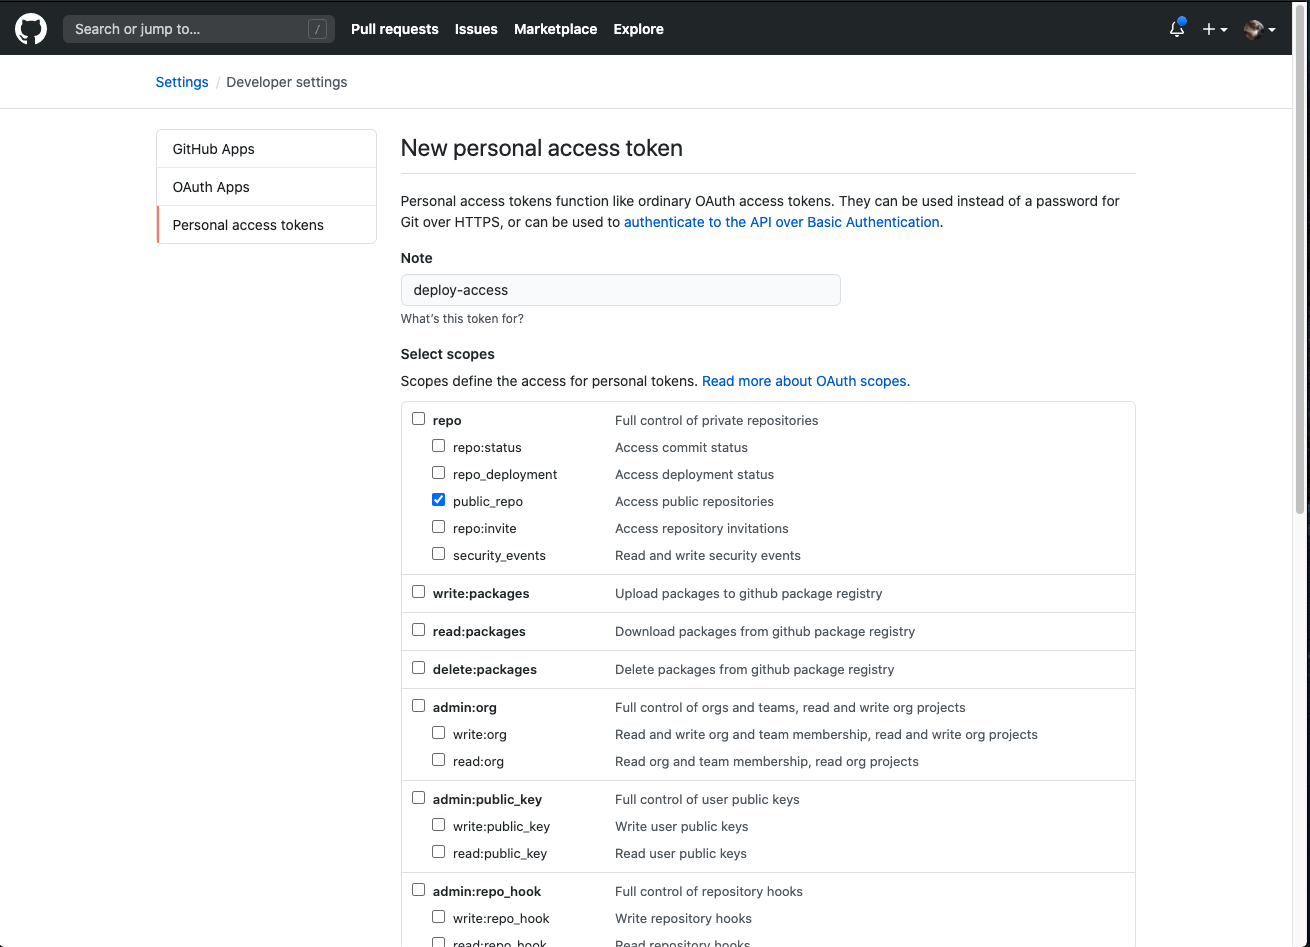 Search or jump to... /
Pull requests Issues Marketplace Explore
Settings / Developer settings
GitHub Apps
OAuth Apps
Personal access tokens
New personal access token
Personal access tokens function like ordinary OAuth access tokens. They can be used instead of a password for
Git over HTTPS, or can be used to authenticate to the API over Basic Authentication.
Note
deploy-access
What's this token for?
Select scopes
Scopes define the access for personal tokens. Read more about OAuth scopes.
repo Full control of private repositories
repo:status Access commit status
repo_deployment Access deployment status
public_repo Access public repositories
repo:invite Access repository invitations
security_events Read and write security events
write:packages Upload packages to github package registry
read:packages Download packages from github package registry
delete:packages Delete packages from github package registry
admin:org Full control of orgs and teams, read and write org projects
write:org Read and write org and team membership, read and write org projects
read:org Read org and team membership, read org projects
admin:public_key Full control of user public keys
write:public_key Write user public keys
read:public_key Read user public keys
admin:repo_hook Full control of repository hooks
write:repo_hook Write repository hooks
read:repo_hook Read repository hooks